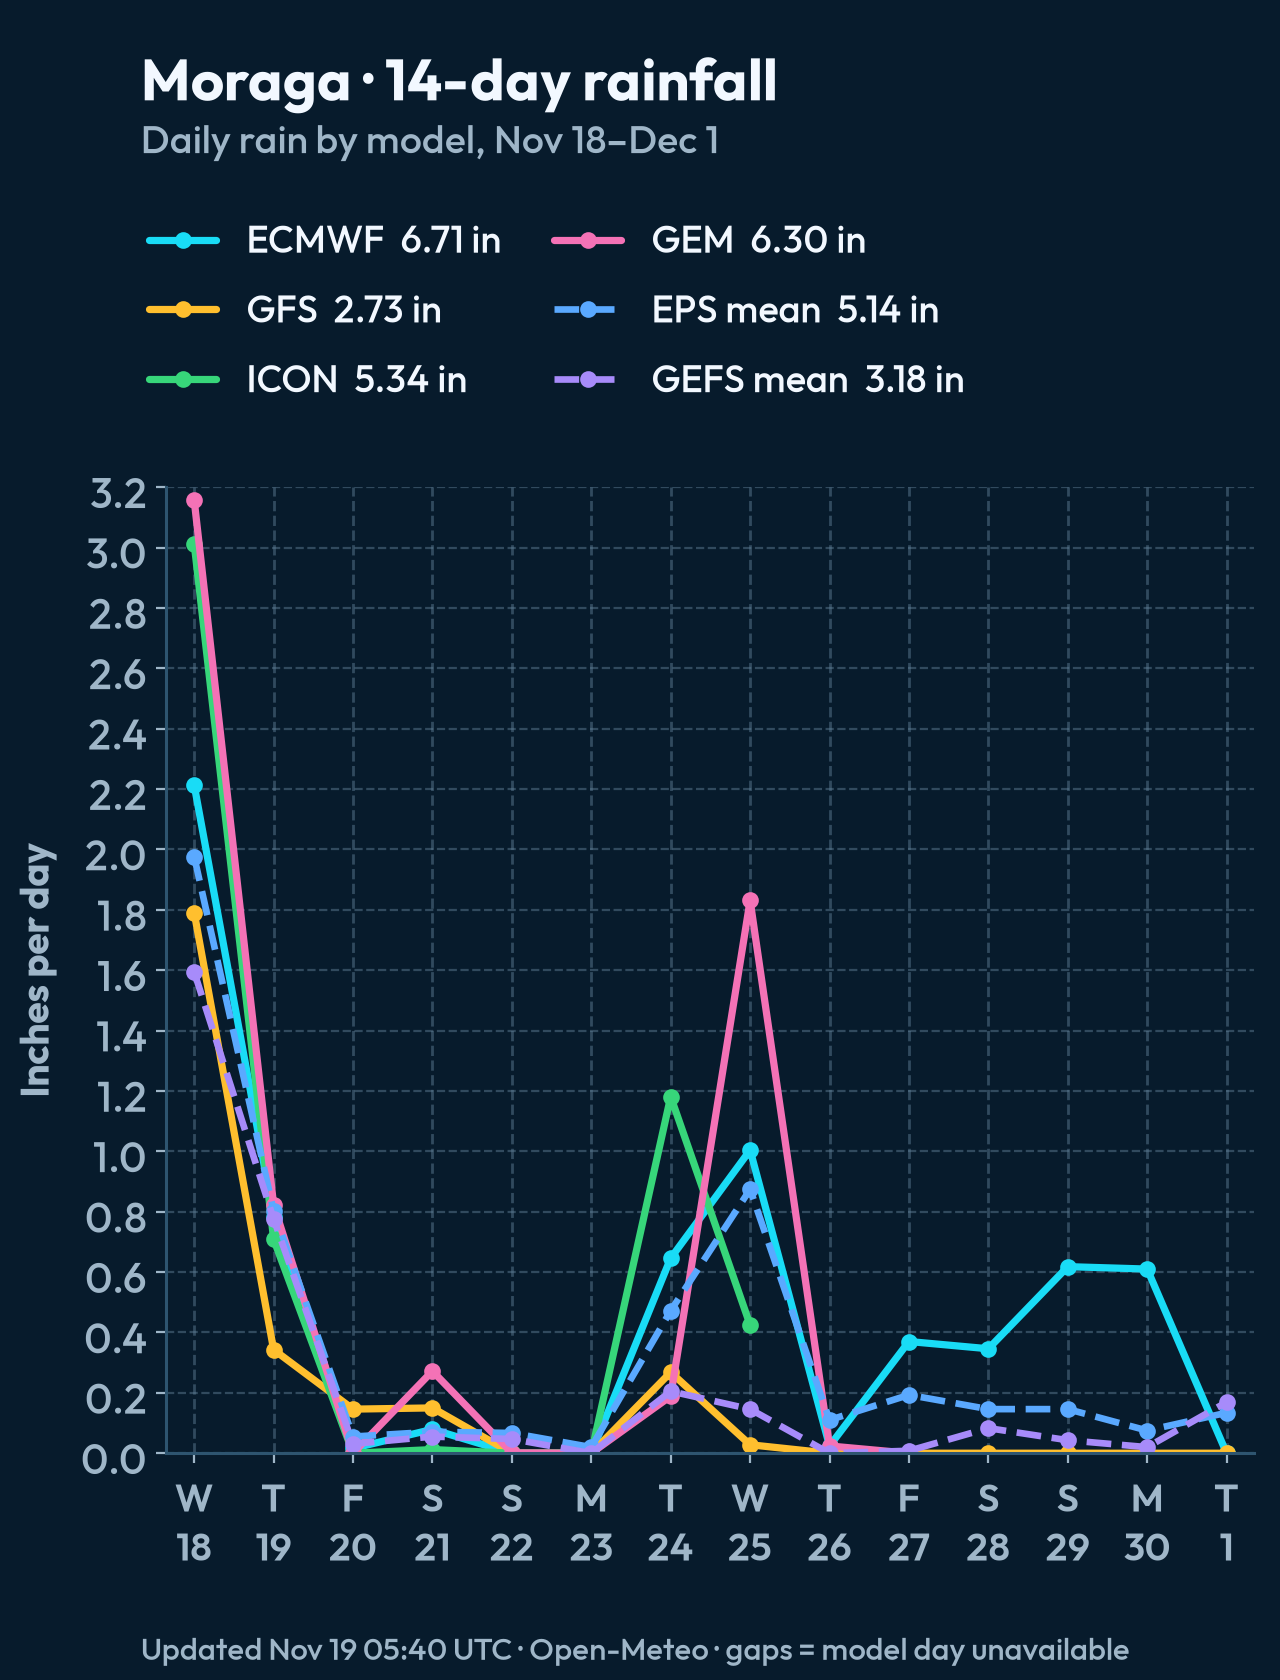 Moraga · 14-day rainfall
Daily rain by model, Nov 18–Dec 1
ECMWF 6.71 in
GEM 6.30 in
GFS 2.73 in
EPS mean 5.14 in
ICON 5.34 in
GEFS mean 3.18 in
Inches per day
3.2
3.0
2.8
2.6
2.4
2.2
2.0
1.8
1.6
1.4
1.2
1.0
0.8
0.6
0.4
0.2
0.0
W T F S S M T W T F S S M T
18 19 20 21 22 23 24 25 26 27 28 29 30 1
Updated Nov 19 05:40 UTC · Open-Meteo · gaps = model day unavailable